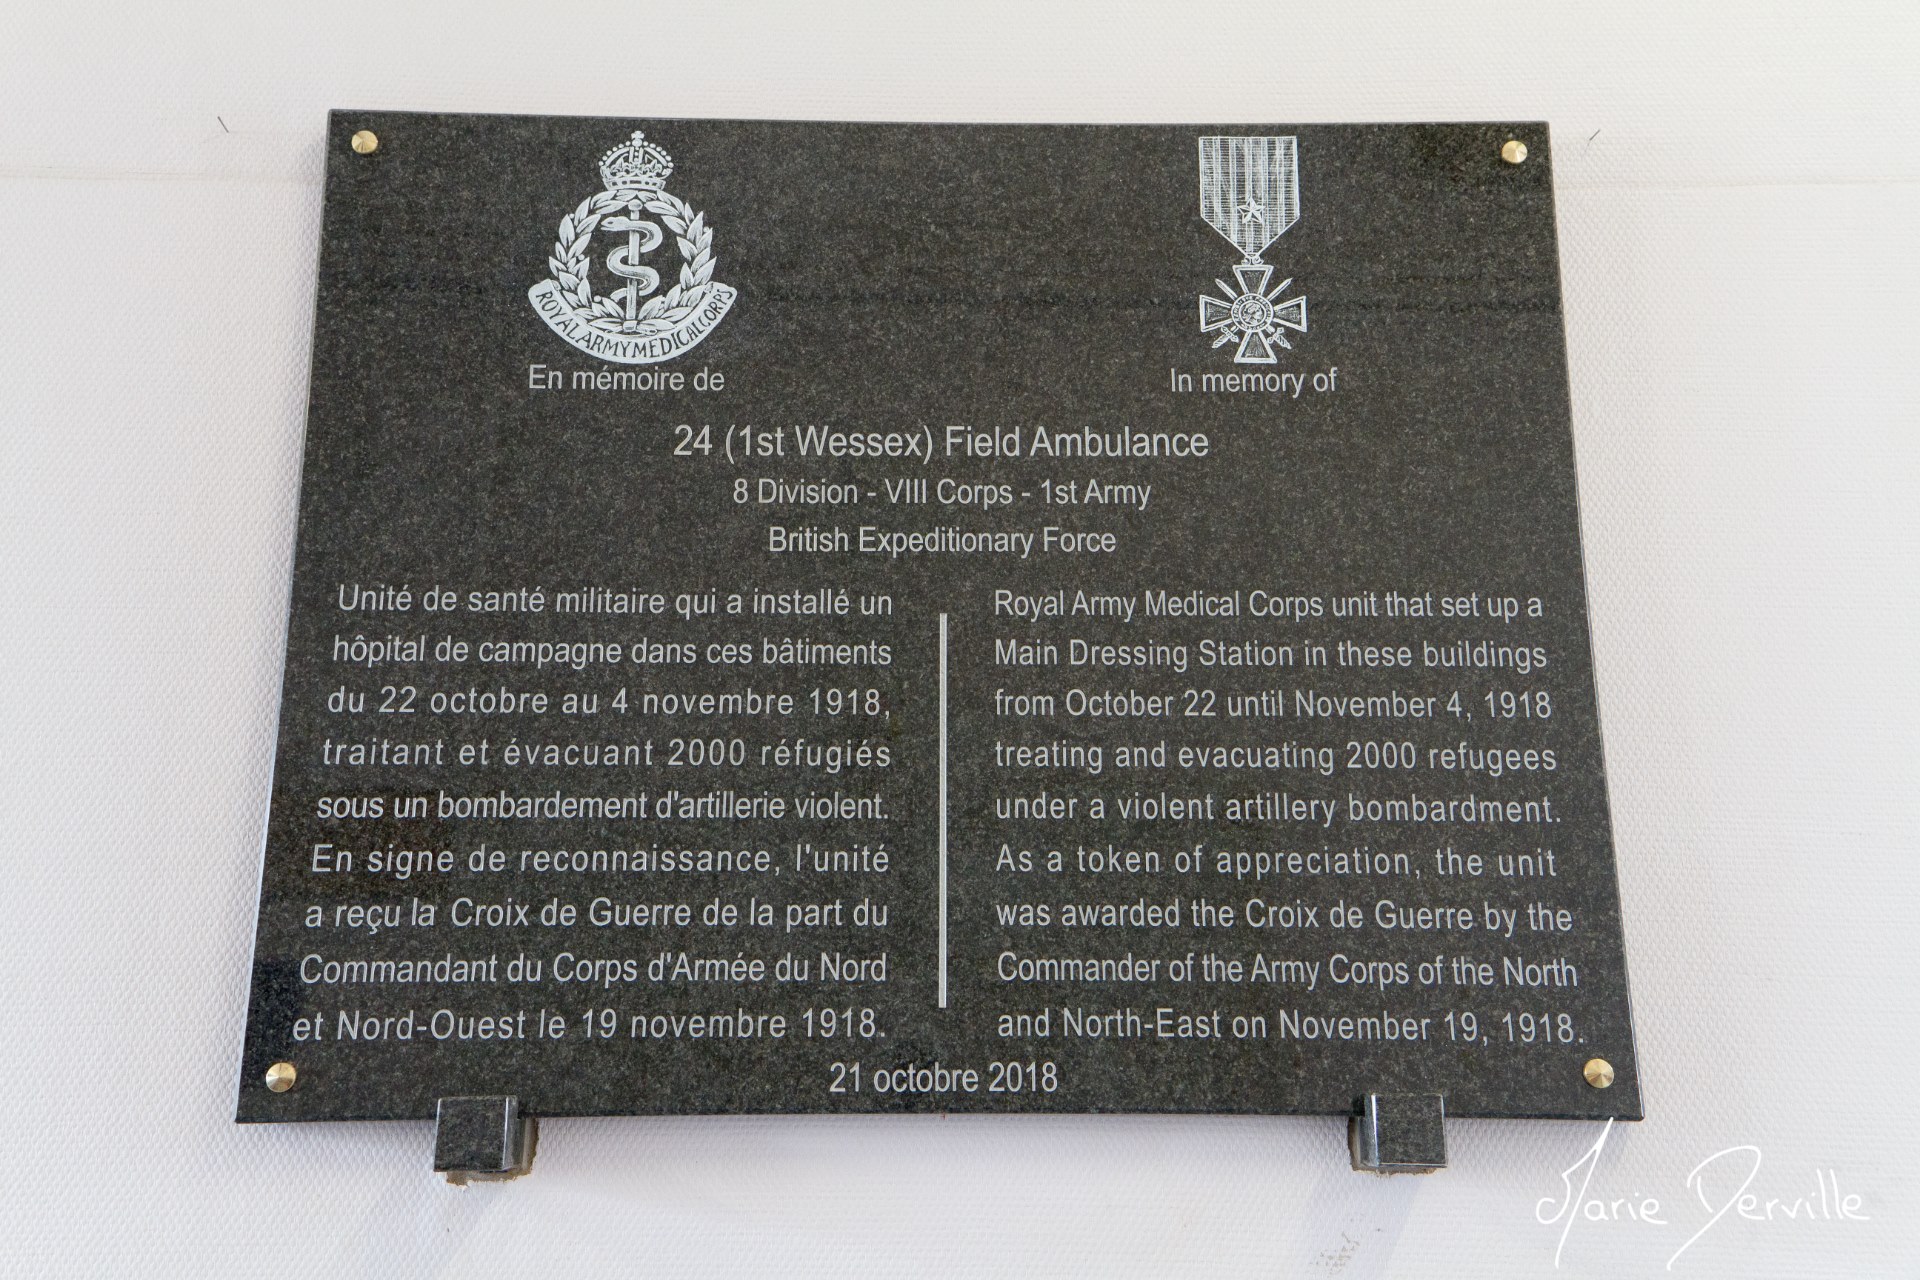 ROYAL ARMY MEDICAL CORPS
En mémoire de
In memory of
24 (1st Wessex) Field Ambulance
8 Division - VIII Corps - 1st Army
British Expeditionary Force
Unité de santé militaire qui a installé un
hôpital de campagne dans ces bâtiments
du 22 octobre au 4 novembre 1918,
traitant et évacuant 2000 réfugiés
sous un bombardement d'artillerie violent.
En signe de reconnaissance, l'unité
a reçu la Croix de Guerre de la part du
Commandant du Corps d'Armée du Nord
et Nord-Ouest le 19 novembre 1918.
Royal Army Medical Corps unit that set up a
Main Dressing Station in these buildings
from October 22 until November 4, 1918
treating and evacuating 2000 refugees
under a violent artillery bombardment.
As a token of appreciation, the unit
was awarded the Croix de Guerre by the
Commander of the Army Corps of the North
and North-East on November 19, 1918.
21 octobre 2018
Marie Derville